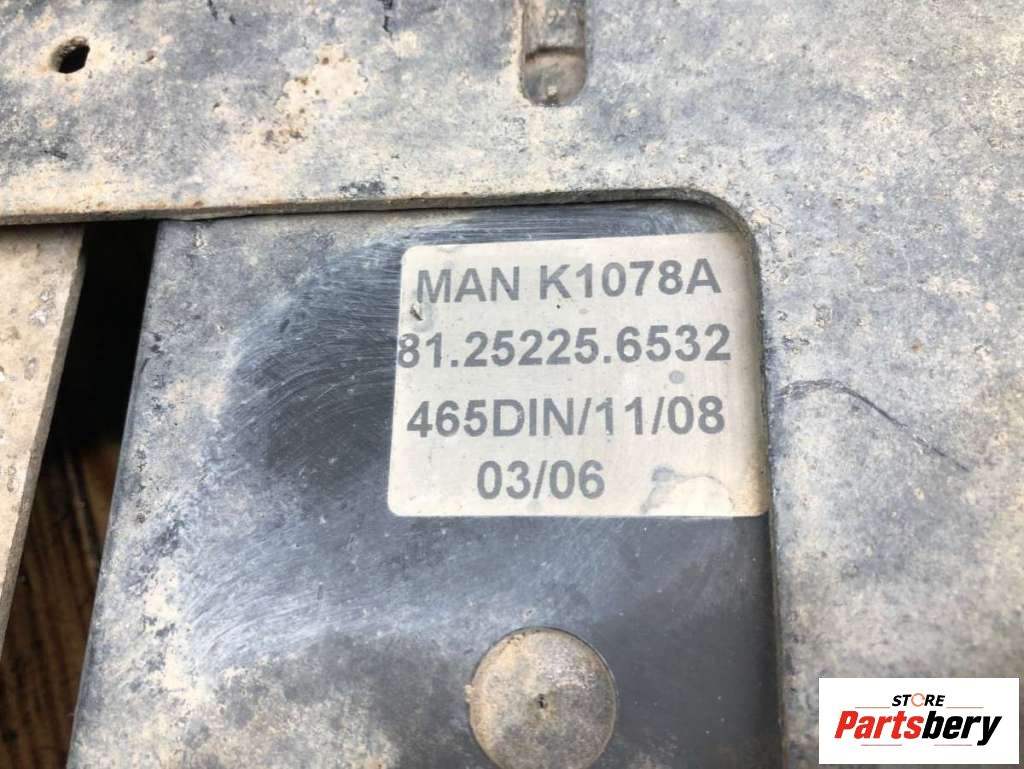 MAN K1078A
81.25225.6532
465DIN/11/08
03/06
STORE
Partsbery